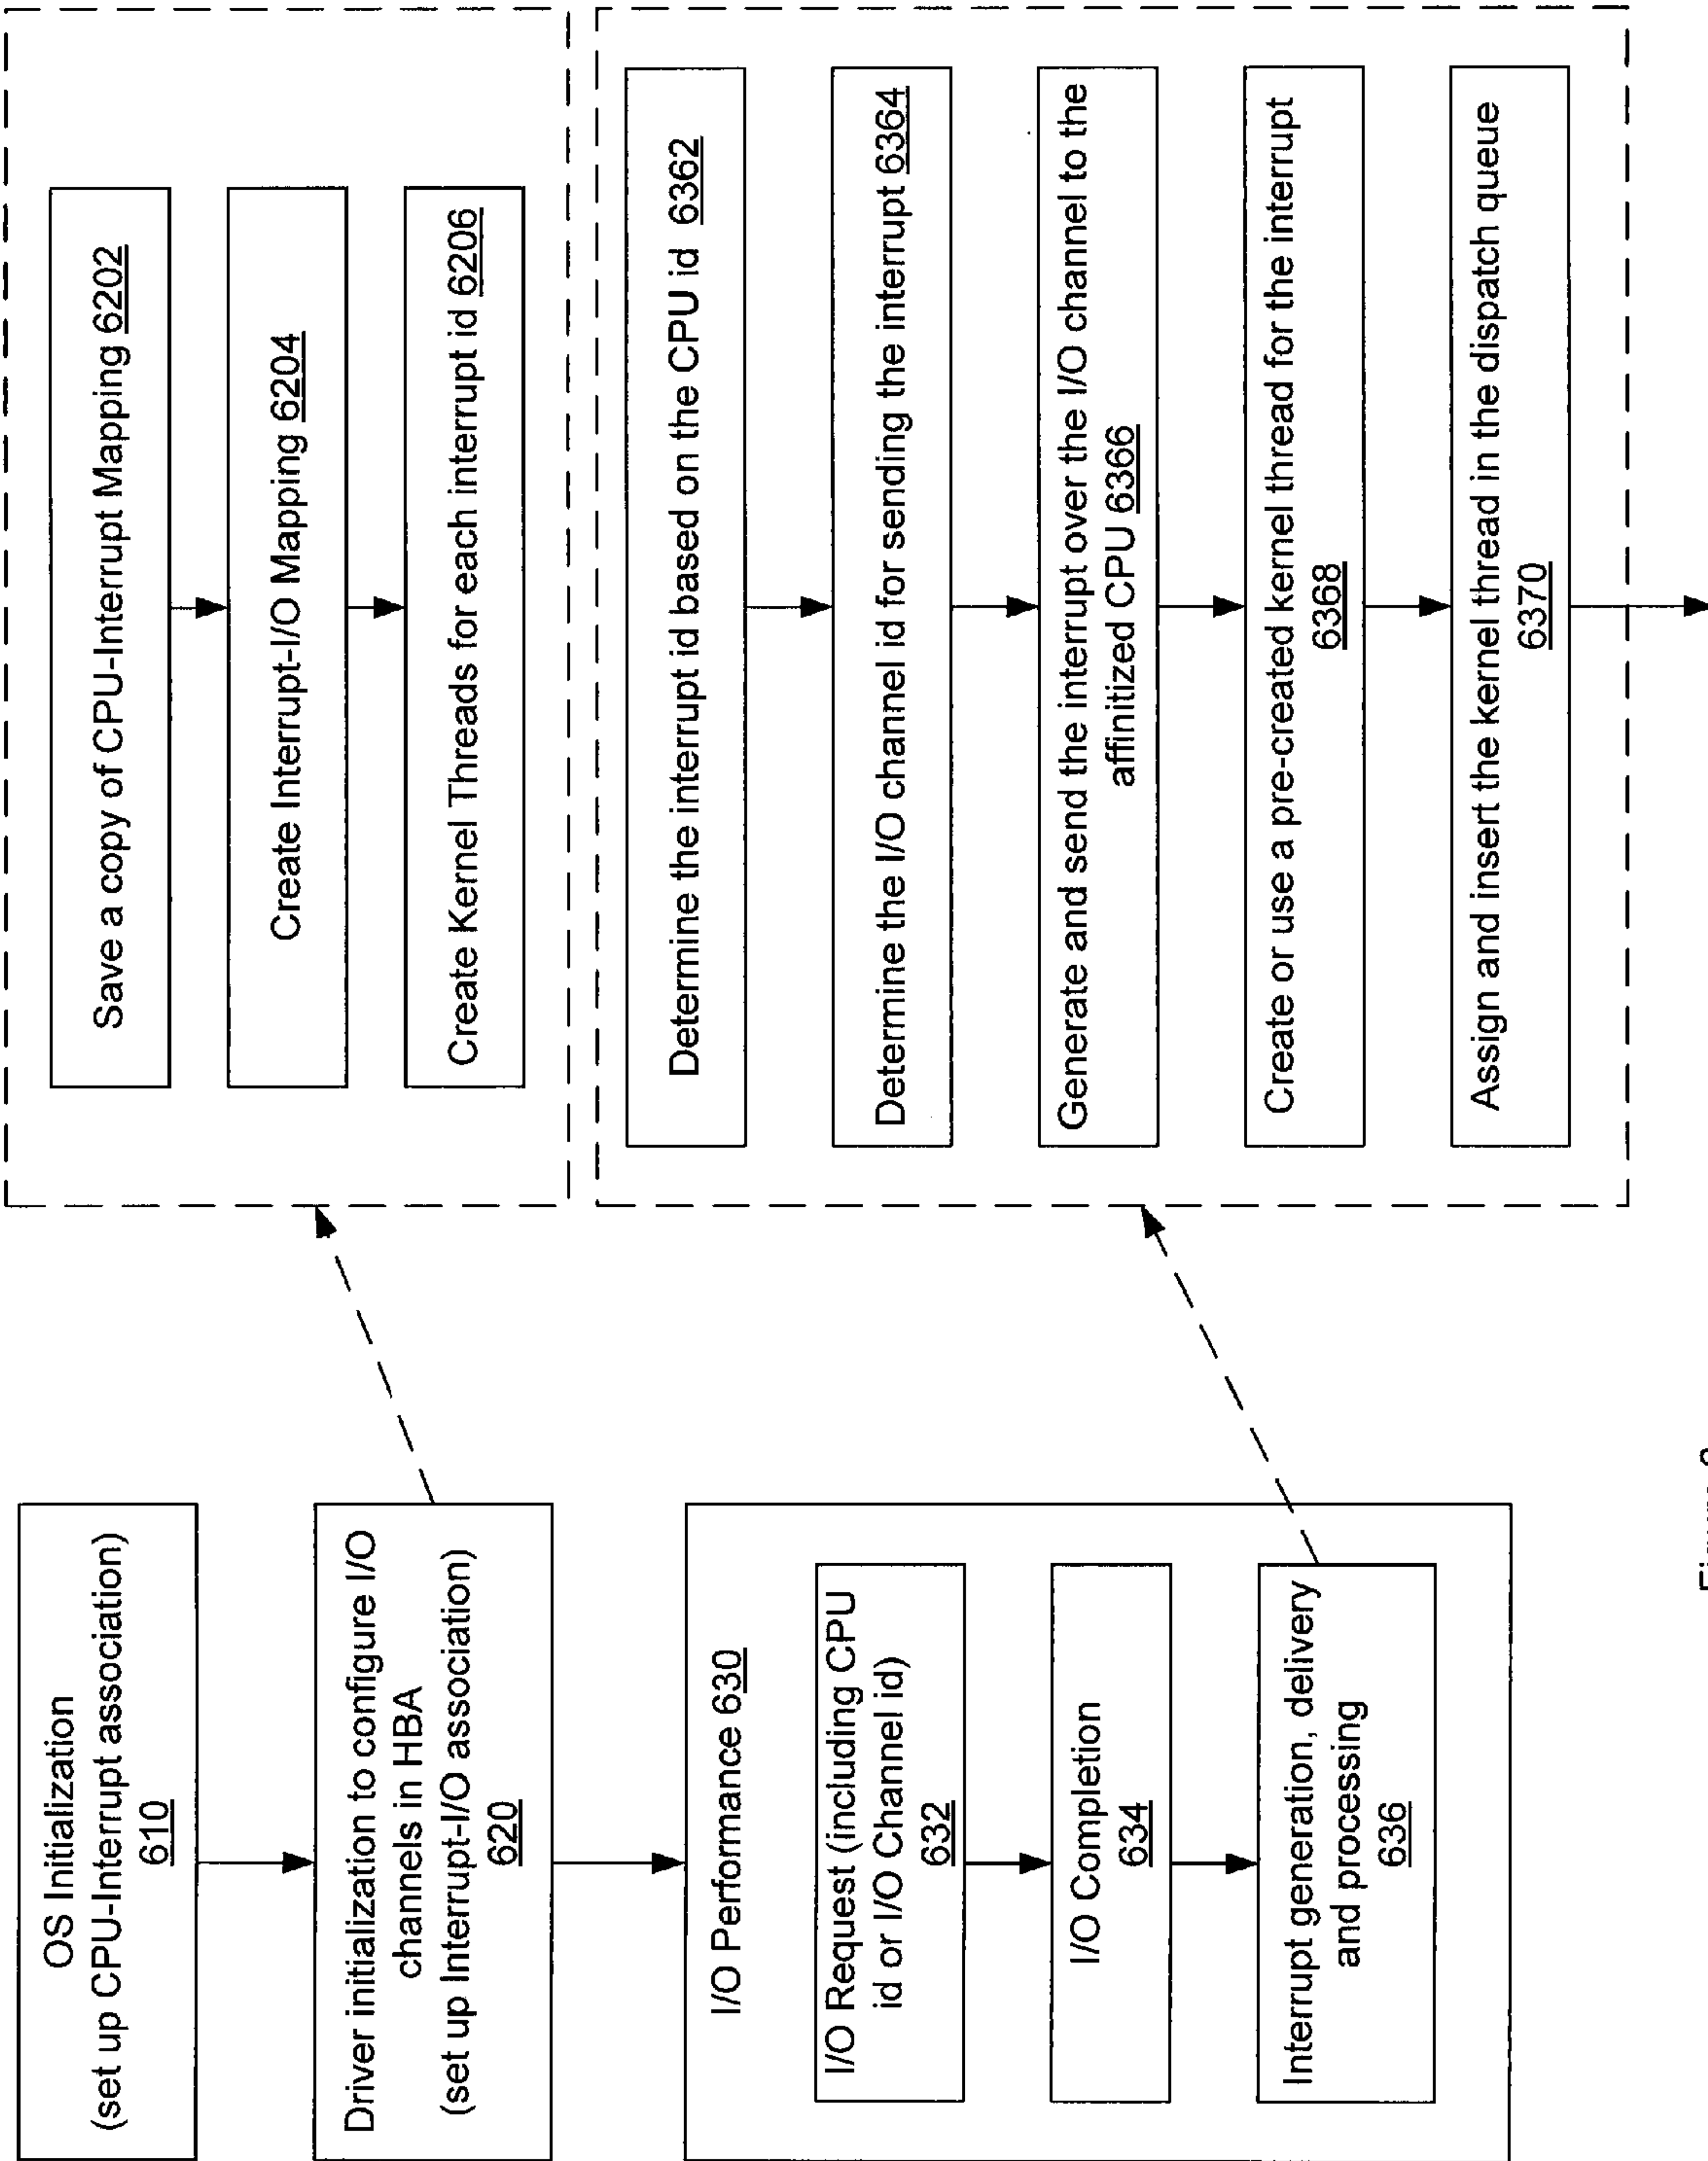 OS Initialization
(set up CPU-Interrupt association)
610
Driver initialization to configure I/O
channels in HBA
(set up Interrupt-I/O association)
620
I/O Performance 630
I/O Request (including CPU
id or I/O Channel id)
632
I/O Completion
634
Interrupt generation, delivery
and processing
636
Save a copy of CPU-Interrupt Mapping 6202
Create Interrupt-I/O Mapping 6204
Create Kernel Threads for each interrupt id 6206
Determine the interrupt id based on the CPU id 6362
Determine the I/O channel id for sending the interrupt 6364
Generate and send the interrupt over the I/O channel to the
affinitized CPU 6366
Create or use a pre-created kernel thread for the interrupt
6368
Assign and insert the kernel thread in the dispatch queue
6370
Figure